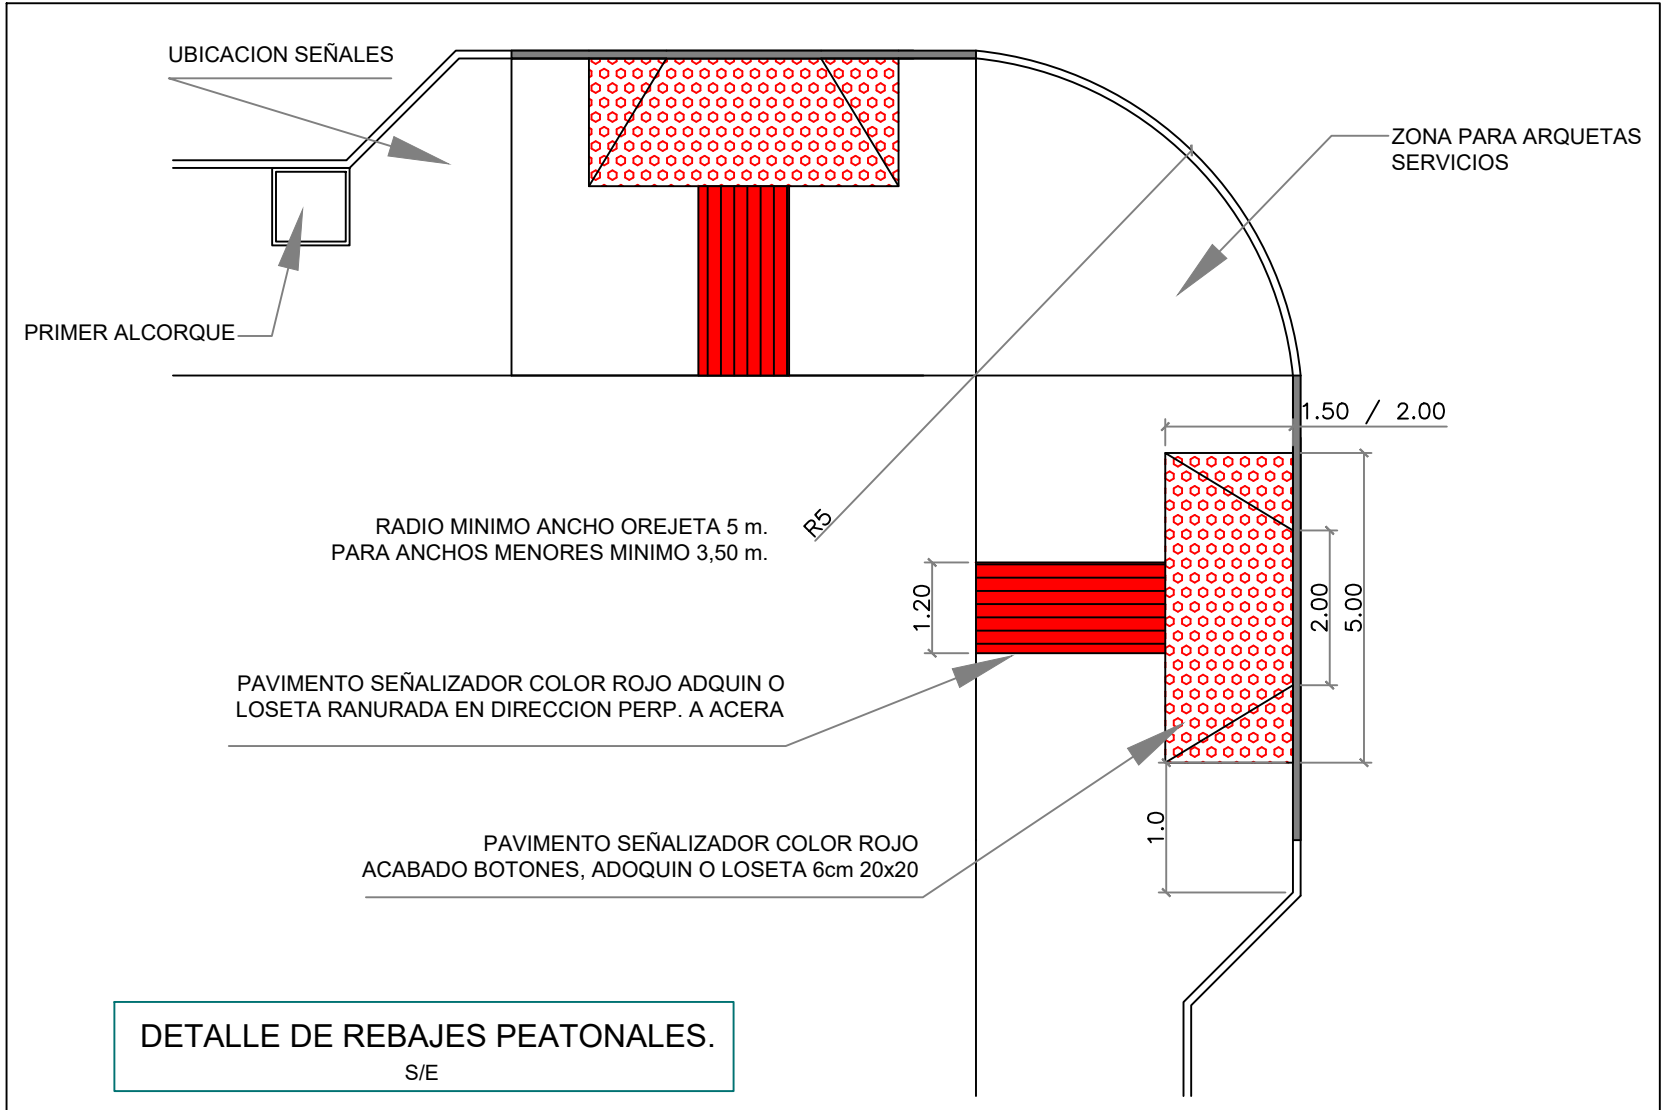 UBICACION SEÑALES
ZONA PARA ARQUETAS
SERVICIOS
PRIMER ALCORQUE
1.50 / 2.00
RADIO MINIMO ANCHO OREJETA 5 m.
PARA ANCHOS MENORES MINIMO 3,50 m.
R5
1.20
2.00
5.00
PAVIMENTO SEÑALIZADOR COLOR ROJO ADQUIN O
LOSETA RANURADA EN DIRECCION PERP. A ACERA
1.0
PAVIMENTO SEÑALIZADOR COLOR ROJO
ACABADO BOTONES, ADOQUIN O LOSETA 6cm 20x20
DETALLE DE REBAJES PEATONALES.
S/E